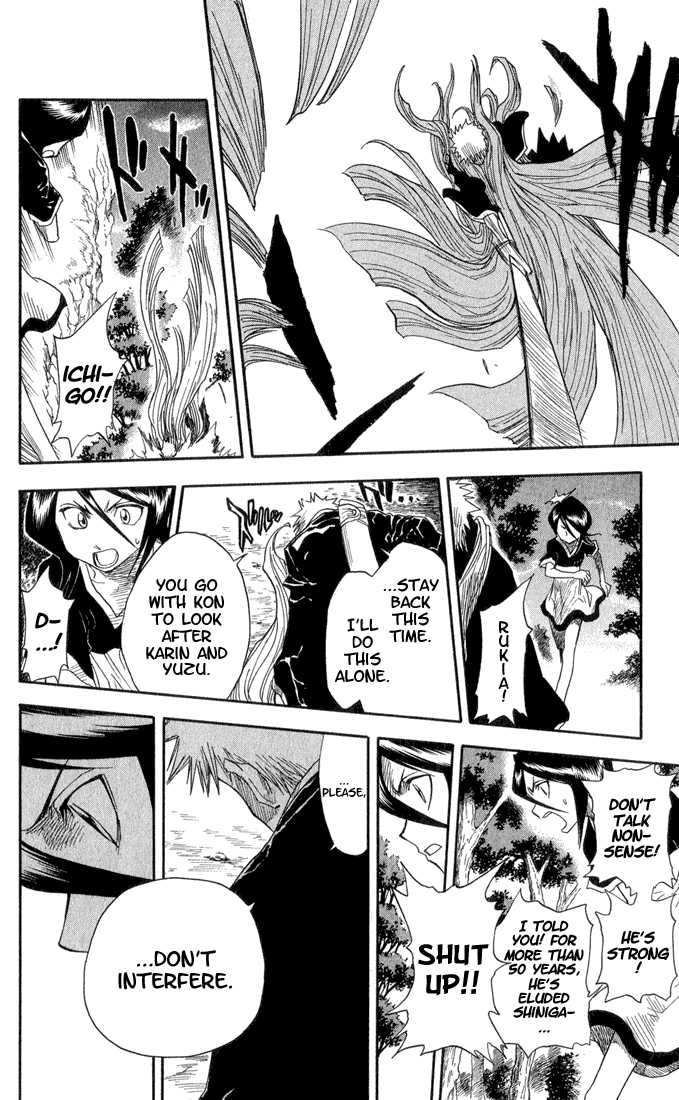 ドドドッ
ICHI-
GO!!
RUKIA!
...STAY
BACK
THIS
TIME.
I'LL
DO
THIS
ALONE.
YOU GO
WITH KON
TO LOOK
AFTER
KARIN AND
YUZU.
D-
...!
DON'T
TALK
NON-
SENSE!
HE'S
STRONG
!
I TOLD
YOU! FOR
MORE THAN
50 YEARS,
HE'S
ELUDED
SHINIGA-
...
SHUT
UP!!
...
PLEASE,
...DON'T
INTERFERE.